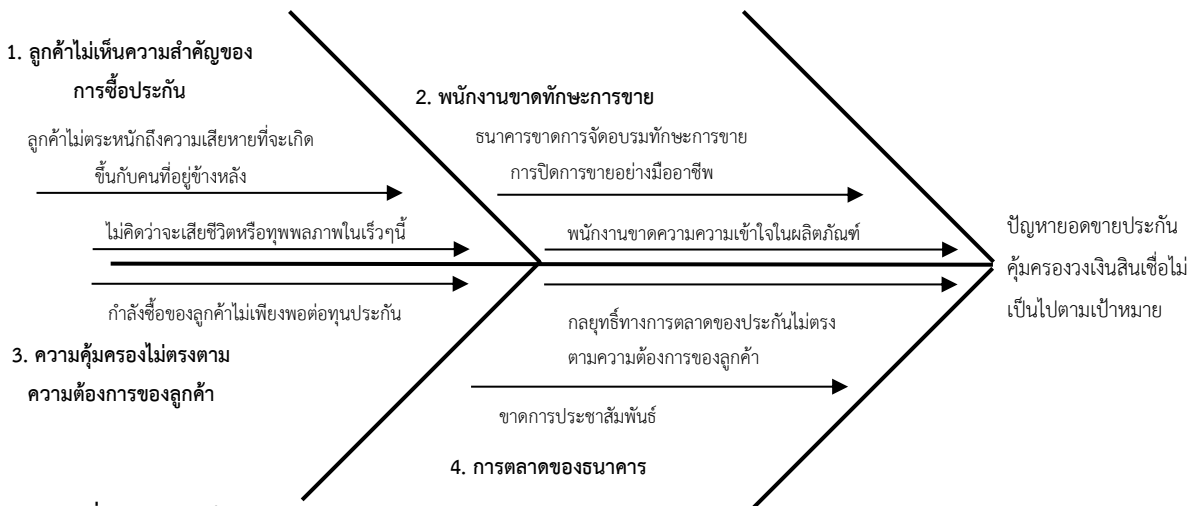 1. ลูกค้าไม่เห็นความสำคัญของ
การซื้อประกัน
ลูกค้าไม่ตระหนักถึงความเสียหายที่จะเกิด
ขึ้นกับคนที่อยู่ข้างหลัง
ไม่คิดว่าจะเสียชีวิตหรือทุพพลภาพในเร็วๆนี้
2. พนักงานขาดทักษะการขาย
ธนาคารขาดการจัดอบรมทักษะการขาย
การปิดการขายอย่างมืออาชีพ
พนักงานขาดความความเข้าใจในผลิตภัณฑ์
กำลังซื้อของลูกค้าไม่เพียงพอต่อทุนประกัน
3. ความคุ้มครองไม่ตรงตาม
ความต้องการของลูกค้า
กลยุทธิ์ทางการตลาดของประกันไม่ตรง
ตามความต้องการของลูกค้า
ขาดการประชาสัมพันธ์
4. การตลาดของธนาคาร
ปัญหายอดขายประกัน
คุ้มครองวงเงินสินเชื่อไม่
เป็นไปตามเป้าหมาย